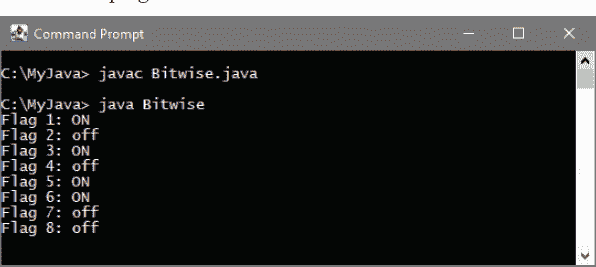 Command Prompt
C:\MyJava> javac Bitwise.java
C:\MyJava> java Bitwise
Flag 1: ON
Flag 2: off
Flag 3: ON
Flag 4: off
Flag 5: ON
Flag 6: ON
Flag 7: off
Flag 8: off